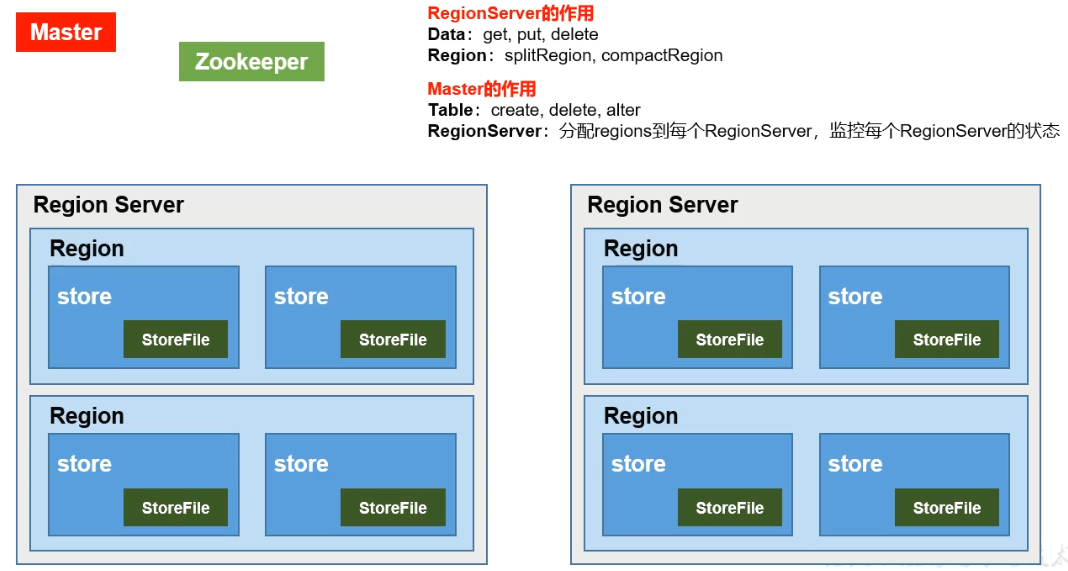 Master
Zookeeper
RegionServer的作用
Data：get, put, delete
Region：splitRegion, compactRegion
Master的作用
Table：create, delete, alter
RegionServer：分配regions到每个RegionServer，监控每个RegionServer的状态
Region Server
Region
store
StoreFile
store
StoreFile
Region
store
StoreFile
store
StoreFile
Region Server
Region
store
StoreFile
store
StoreFile
Region
store
StoreFile
store
StoreFile